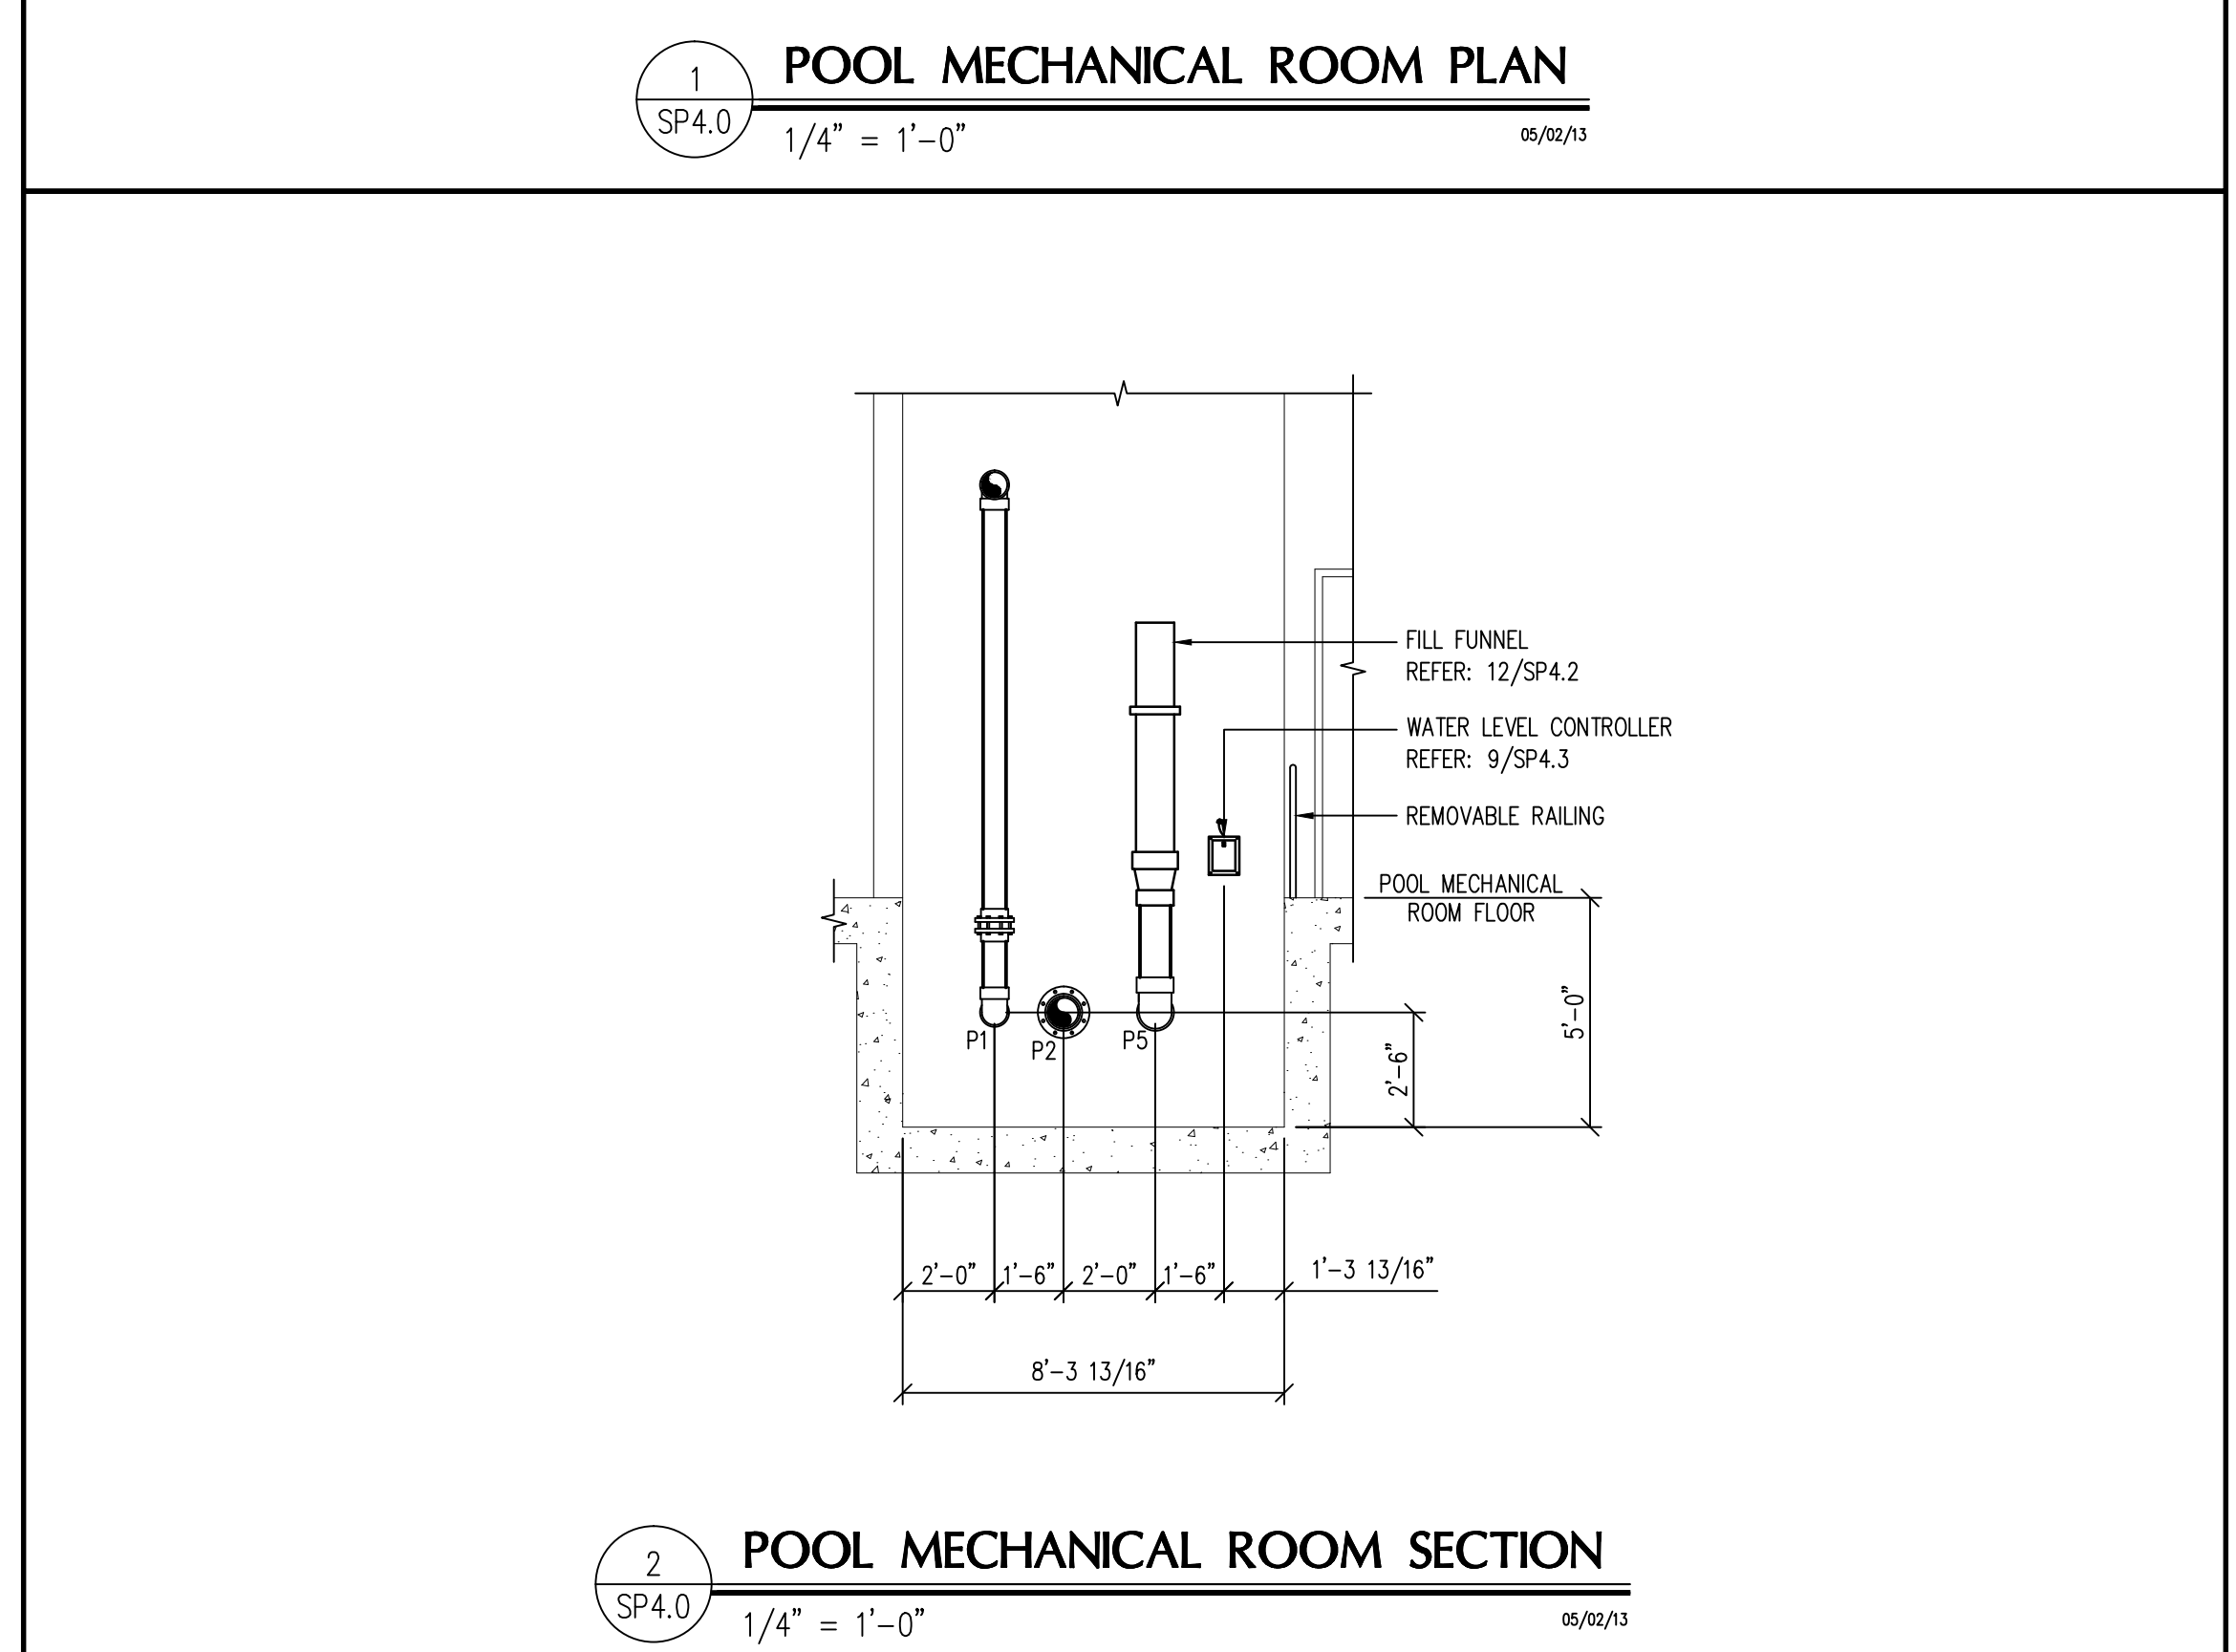 1
SP4.0
POOL MECHANICAL ROOM PLAN
1/4" = 1'-0"
05/02/13
FILL FUNNEL
REFER: 12/SP4.2
WATER LEVEL CONTROLLER
REFER: 9/SP4.3
REMOVABLE RAILING
POOL MECHANICAL
ROOM FLOOR
P1
P2
P5
2'-6"
5'-0"
2'-0"
1'-6"
2'-0"
1'-6"
1'-3 13/16"
8'-3 13/16"
2
SP4.0
POOL MECHANICAL ROOM SECTION
1/4" = 1'-0"
05/02/13